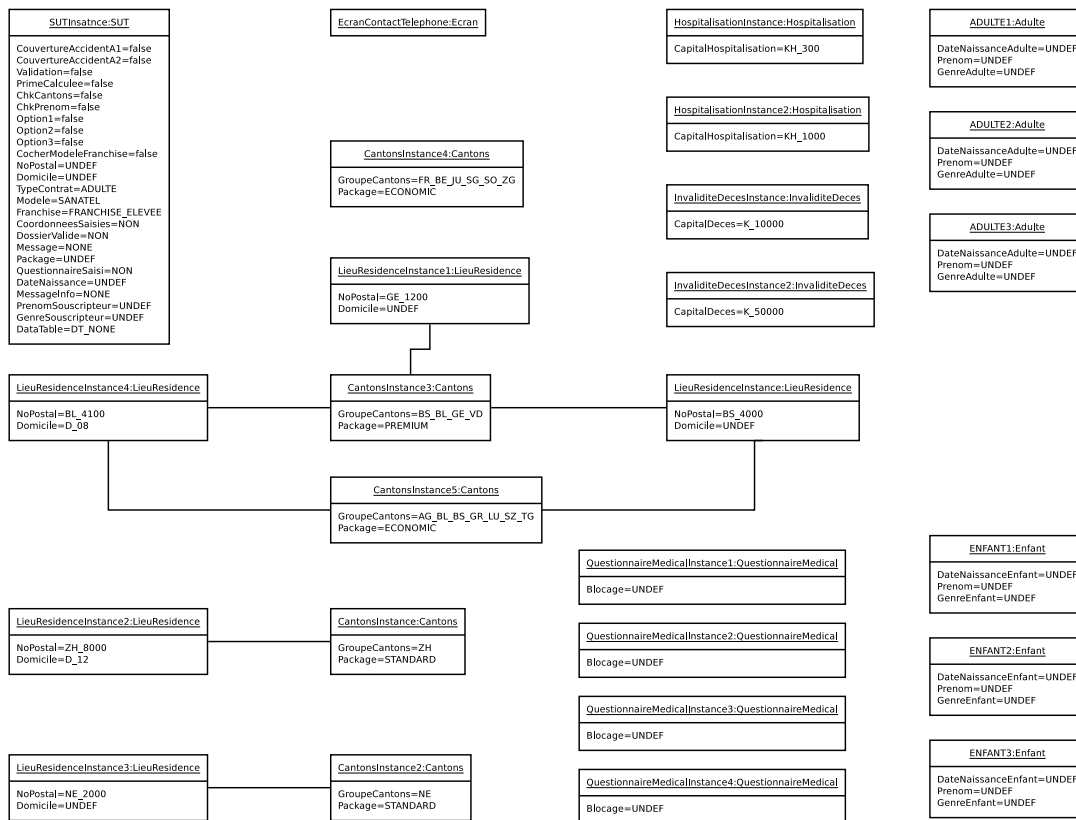 SUTInsatnce:SUT
CouvertureAccidentA1=false
CouvertureAccidentA2=false
Validation=false
PrimeCalculee=false
ChkCantons=false
ChkPrenom=false
Option1=false
Option2=false
Option3=false
CocherModeleFranchise=false
NoPostal=UNDEF
Domicile=UNDEF
TypeContrat=ADULTE
Modele=SANATEL
Franchise=FRANCHISE_ELEVEE
CoordonneesSaisies=NON
DossierValide=NON
Message=NONE
Package=UNDEF
QuestionnaireSaisi=NON
DateNaissance=UNDEF
MessageInfo=NONE
PrenomSouscripteur=UNDEF
GenreSouscripteur=UNDEF
DataTable=DT_NONE
EcranContactTelephone:Ecran
CantonsInstance4:Cantons
GroupeCantons=FR_BE_JU_SG_SO_ZG
Package=ECONOMIC
LieuResidenceInstance1:LieuResidence
NoPostal=GE_1200
Domicile=UNDEF
HospitalisationInstance:Hospitalisation
CapitalHospitalisation=KH_300
HospitalisationInstance2:Hospitalisation
CapitalHospitalisation=KH_1000
InvaliditeDecesInstance:InvaliditeDeces
CapitalDeces=K_10000
InvaliditeDecesInstance2:InvaliditeDeces
CapitalDeces=K_50000
ADULTE1:Adulte
DateNaissanceAdulte=UNDEF
Prenom=UNDEF
GenreAdulte=UNDEF
ADULTE2:Adulte
DateNaissanceAdulte=UNDEF
Prenom=UNDEF
GenreAdulte=UNDEF
ADULTE3:Adulte
DateNaissanceAdulte=UNDEF
Prenom=UNDEF
GenreAdulte=UNDEF
LieuResidenceInstance4:LieuResidence
NoPostal=BL_4100
Domicile=D_08
CantonsInstance3:Cantons
GroupeCantons=BS_BL_GE_VD
Package=PREMIUM
LieuResidenceInstance:LieuResidence
NoPostal=BS_4000
Domicile=UNDEF
CantonsInstance5:Cantons
GroupeCantons=AG_BL_BS_GR_LU_SZ_TG
Package=ECONOMIC
LieuResidenceInstance2:LieuResidence
NoPostal=ZH_8000
Domicile=D_12
CantonsInstance:Cantons
GroupeCantons=ZH
Package=STANDARD
LieuResidenceInstance3:LieuResidence
NoPostal=NE_2000
Domicile=UNDEF
CantonsInstance2:Cantons
GroupeCantons=NE
Package=STANDARD
QuestionnaireMedicalInstance1:QuestionnaireMedical
Blocage=UNDEF
QuestionnaireMedicalInstance2:QuestionnaireMedical
Blocage=UNDEF
QuestionnaireMedicalInstance3:QuestionnaireMedical
Blocage=UNDEF
QuestionnaireMedicalInstance4:QuestionnaireMedical
Blocage=UNDEF
ENFANT1:Enfant
DateNaissanceEnfant=UNDEF
Prenom=UNDEF
GenreEnfant=UNDEF
ENFANT2:Enfant
DateNaissanceEnfant=UNDEF
Prenom=UNDEF
GenreEnfant=UNDEF
ENFANT3:Enfant
DateNaissanceEnfant=UNDEF
Prenom=UNDEF
GenreEnfant=UNDEF